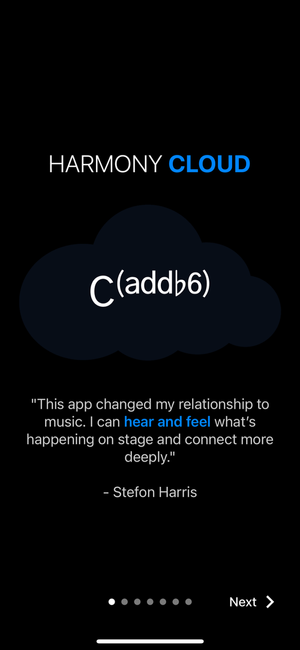 HARMONY CLOUD
C(add♭6)
"This app changed my relationship to
music. I can hear and feel what's
happening on stage and connect more
deeply."
- Stefon Harris
Next